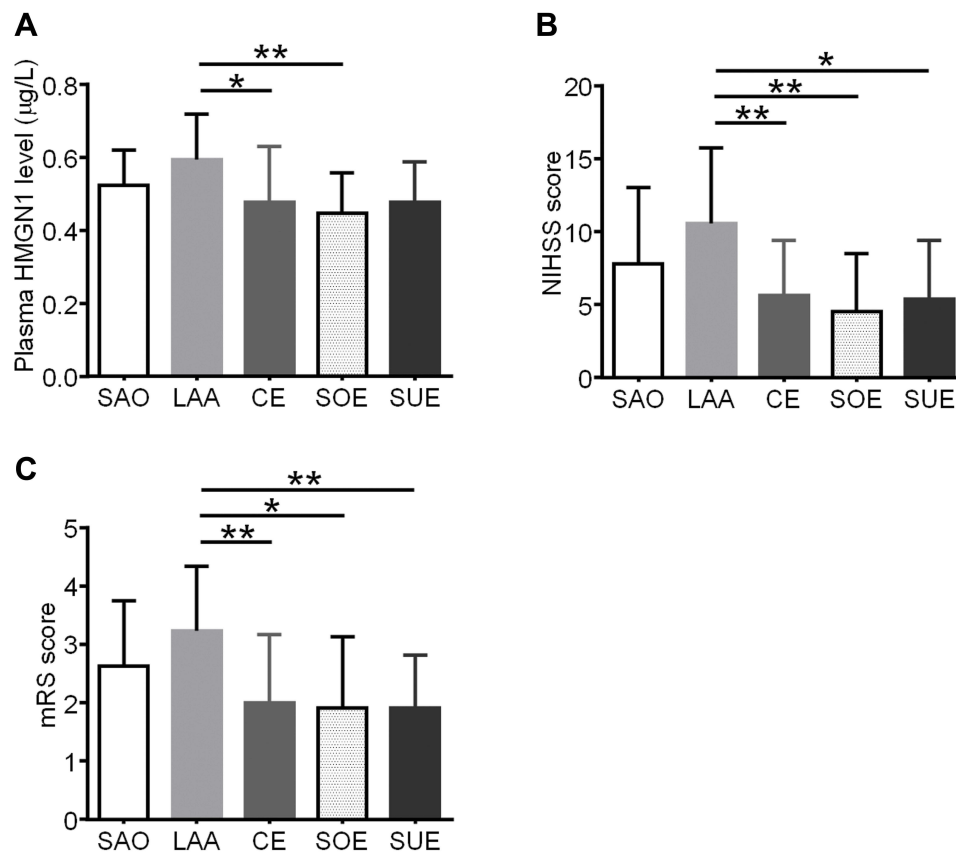 A
**
*
Plasma HMGN1 level (µg/L)
0.8
0.6
0.4
0.2
0.0
SAO LAA CE SOE SUE
B
*
**
**
NIHSS score
20
15
10
5
0
SAO LAA CE SOE SUE
C
**
*
**
mRS score
5
4
3
2
1
0
SAO LAA CE SOE SUE